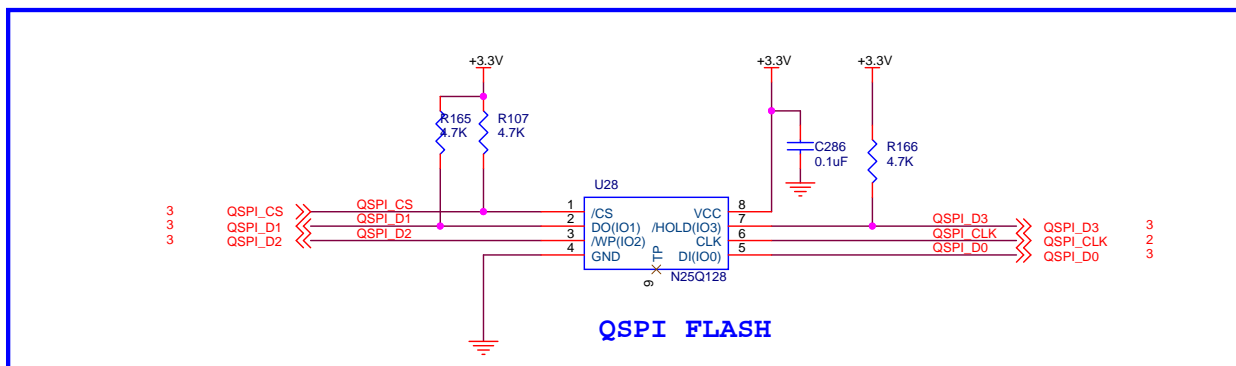 +3.3V
+3.3V
+3.3V
R165
4.7K
R107
4.7K
C286
0.1uF
R166
4.7K
U28
3 QSPI_CS QSPI_CS 1 /CS VCC 8
3 QSPI_D1 QSPI_D1 2 DO(IO1) /HOLD(IO3) 7 QSPI_D3 QSPI_D3 3
3 QSPI_D2 QSPI_D2 3 /WP(IO2) CLK 6 QSPI_CLK QSPI_CLK 2
4 GND TP DI(IO0) 5 QSPI_D0 QSPI_D0 3
9 N25Q128
QSPI FLASH